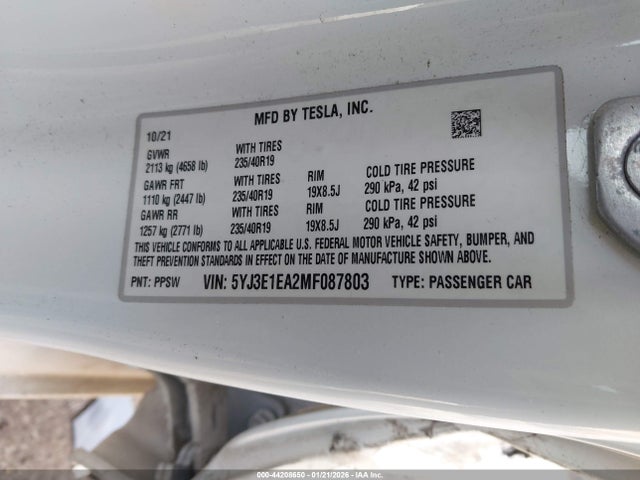 MFD BY TESLA, INC.
10/21
GVWR WITH TIRES
2113 kg (4658 lb) 235/40R19
GAWR FRT WITH TIRES RIM COLD TIRE PRESSURE
1110 kg (2447 lb) 235/40R19 19X8.5J 290 kPa, 42 psi
GAWR RR WITH TIRES RIM COLD TIRE PRESSURE
1257 kg (2771 lb) 235/40R19 19X8.5J 290 kPa, 42 psi
THIS VEHICLE CONFORMS TO ALL APPLICABLE U.S. FEDERAL MOTOR VEHICLE SAFETY, BUMPER, AND
THEFT PREVENTION STANDARDS IN EFFECT ON THE DATE OF MANUFACTURE SHOWN ABOVE.
PNT: PPSW VIN: 5YJ3E1EA2MF087803 TYPE: PASSENGER CAR
000-44208650 - 01/21/2026 - IAA Inc.